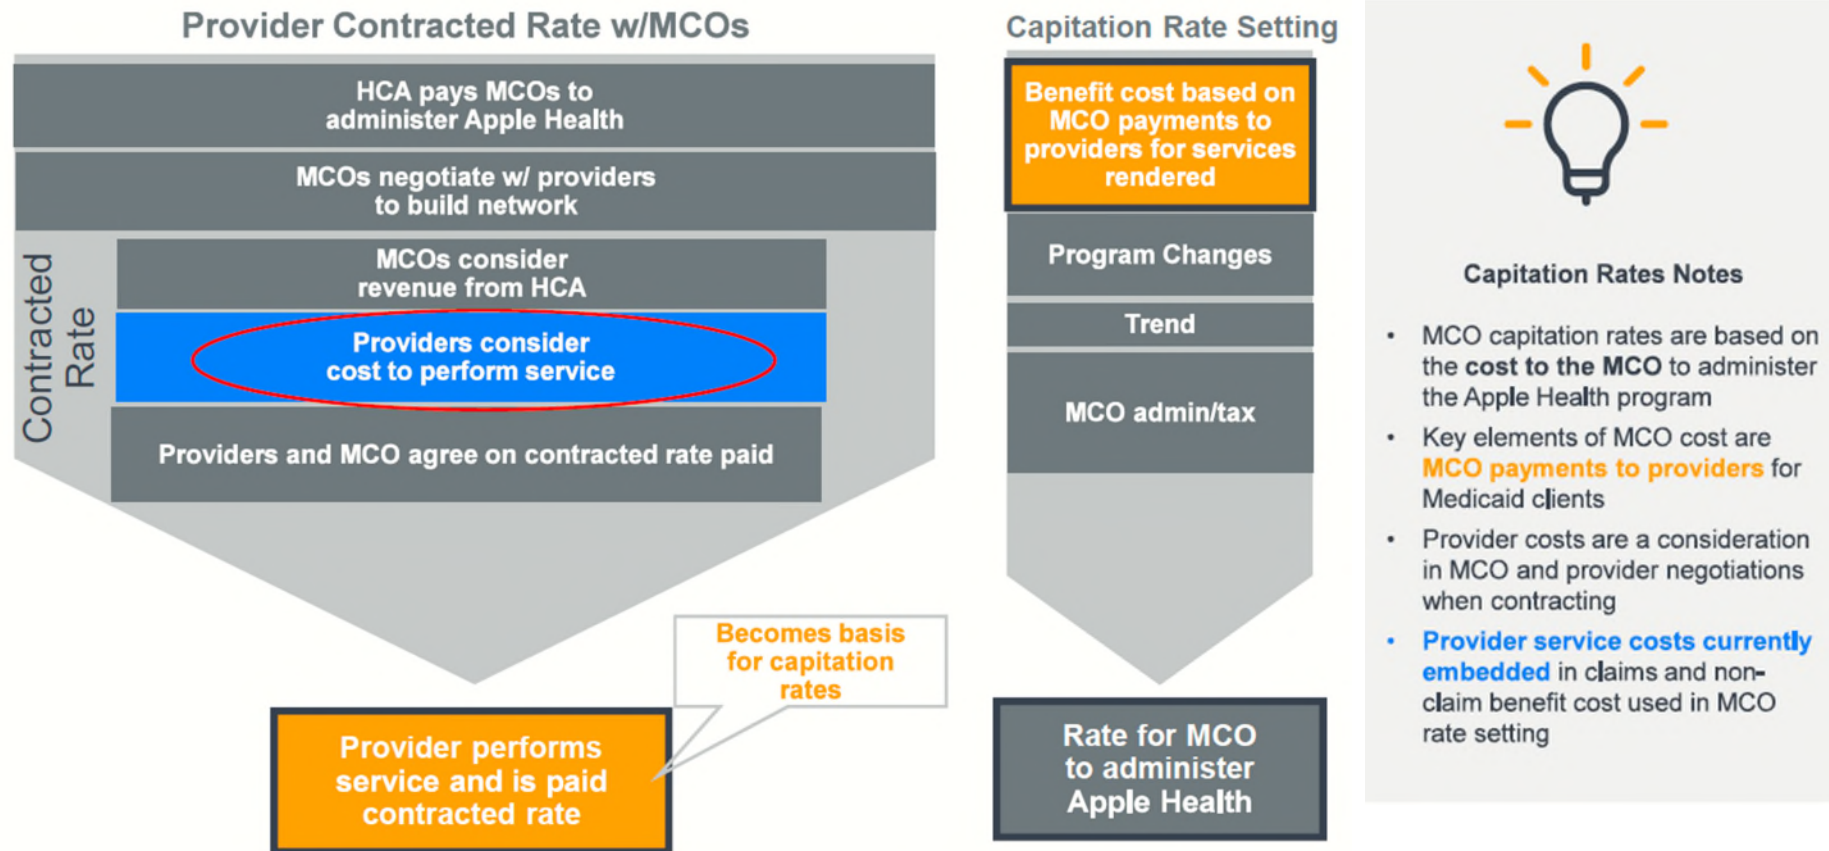 Provider Contracted Rate w/MCOs
HCA pays MCOs to
administer Apple Health
MCOs negotiate w/ providers
to build network
Contracted
Rate
MCOs consider
revenue from HCA
Providers consider
cost to perform service
Providers and MCO agree on contracted rate paid
Becomes basis
for capitation
rates
Provider performs
service and is paid
contracted rate
Capitation Rate Setting
Benefit cost based on
MCO payments to
providers for services
rendered
Program Changes
Trend
MCO admin/tax
Rate for MCO
to administer
Apple Health
Capitation Rates Notes
• MCO capitation rates are based on
the cost to the MCO to administer
the Apple Health program
• Key elements of MCO cost are
MCO payments to providers for
Medicaid clients
• Provider costs are a consideration
in MCO and provider negotiations
when contracting
• Provider service costs currently
embedded in claims and non-
claim benefit cost used in MCO
rate setting